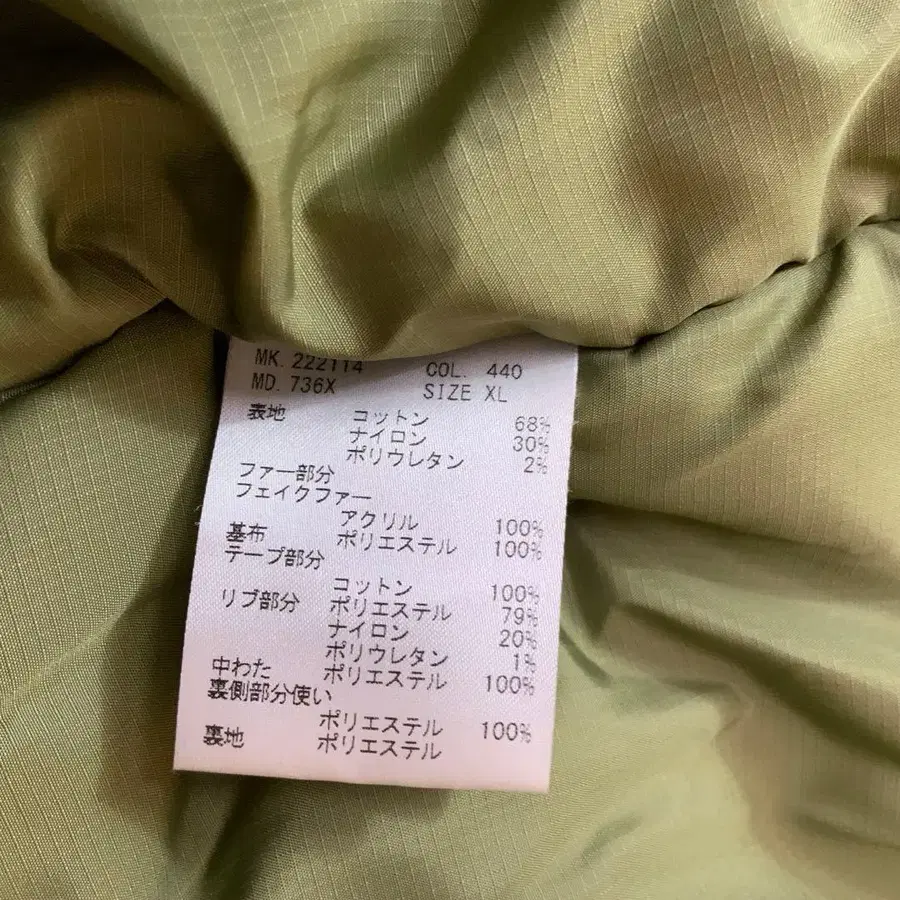 MK. 222114 COL. 440
MD. 736X SIZE XL
表地 コットン 68%
ナイロン 30%
ポリウレタン 2%
ファー部分
フェイクファー
アクリル 100%
基布 ポリエステル 100%
テープ部分
コットン 100%
リブ部分 ポリエステル 79%
ナイロン 20%
ポリウレタン 1%
中わた ポリエステル 100%
裏側部分使い
ポリエステル 100%
裏地 ポリエステル